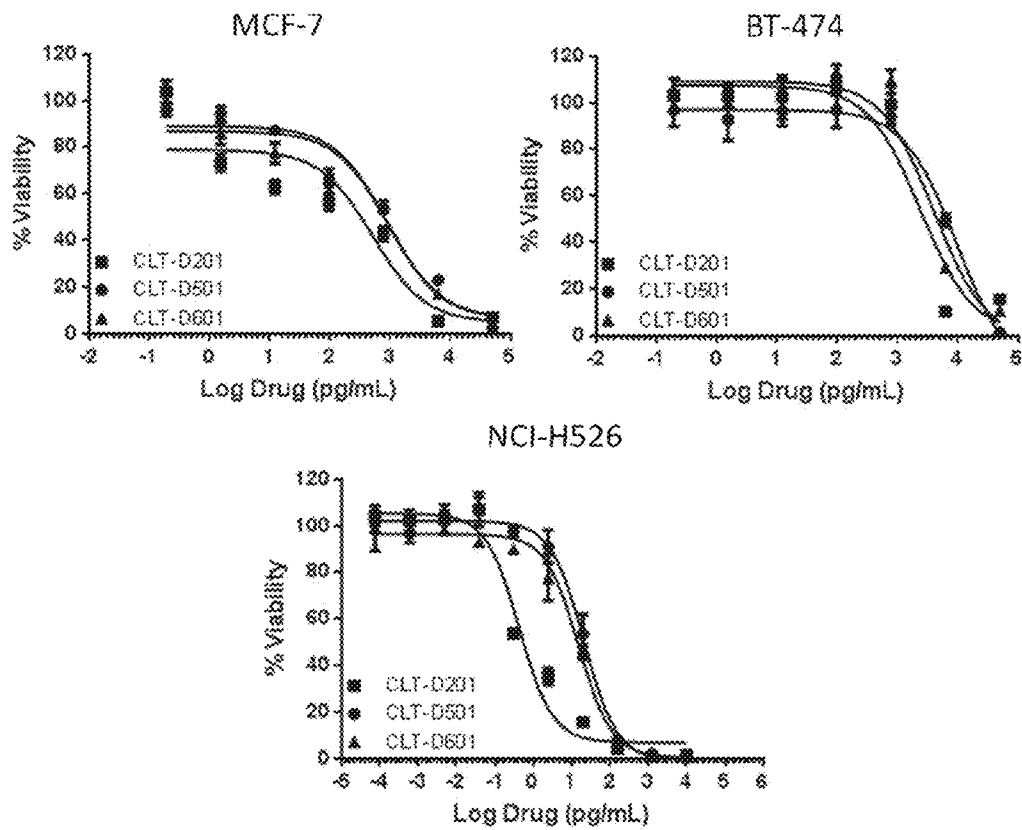 MCF-7
120
100
80
60
40
20
0
% Viability
CLT-D201
CLT-D501
CLT-D601
-2 -1 0 1 2 3 4 5
Log Drug (pg/mL)
BT-474
120
100
80
60
40
20
0
% Viability
CLT-D201
CLT-D501
CLT-D601
-2 -1 0 1 2 3 4 5
Log Drug (pg/mL)
NCI-H526
120
100
80
60
40
20
0
% Viability
CLT-D201
CLT-D501
CLT-D601
-5 -4 -3 -2 -1 0 1 2 3 4 5 6
Log Drug (pg/mL)